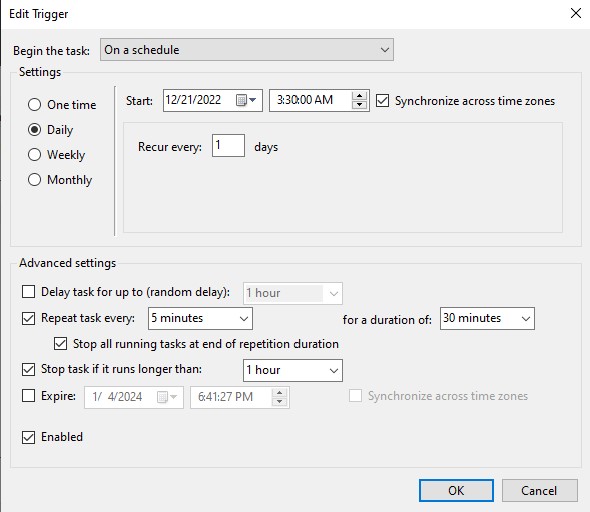 Edit Trigger
Begin the task: On a schedule
Settings
One time
Start: 12/21/2022 3:30:00 AM Synchronize across time zones
Daily
Recur every: 1 days
Weekly
Monthly
Advanced settings
Delay task for up to (random delay): 1 hour
Repeat task every: 5 minutes for a duration of: 30 minutes
Stop all running tasks at end of repetition duration
Stop task if it runs longer than: 1 hour
Expire: 1/ 4/2024 6:41:27 PM Synchronize across time zones
Enabled
OK Cancel